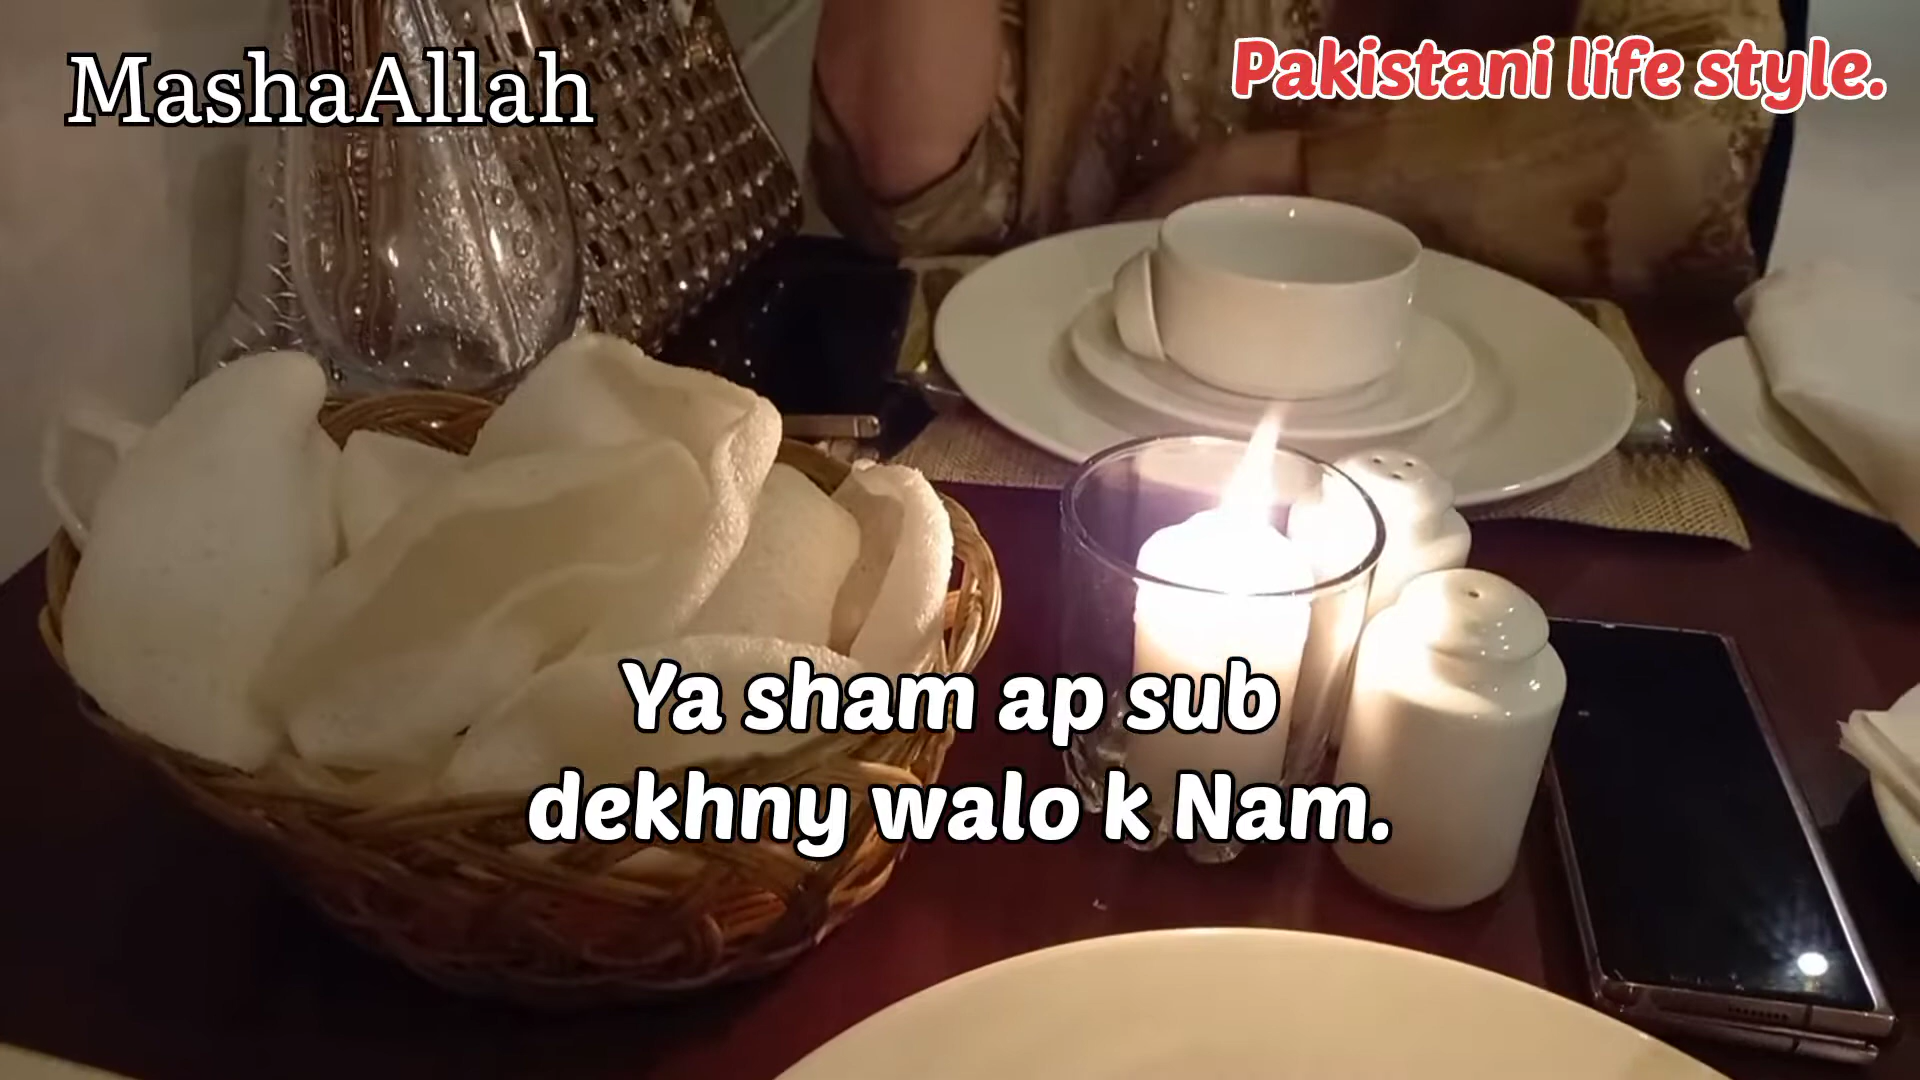 MashaAllah
Pakistani life style.
Ya sham ap sub
dekhny walo k Nam.